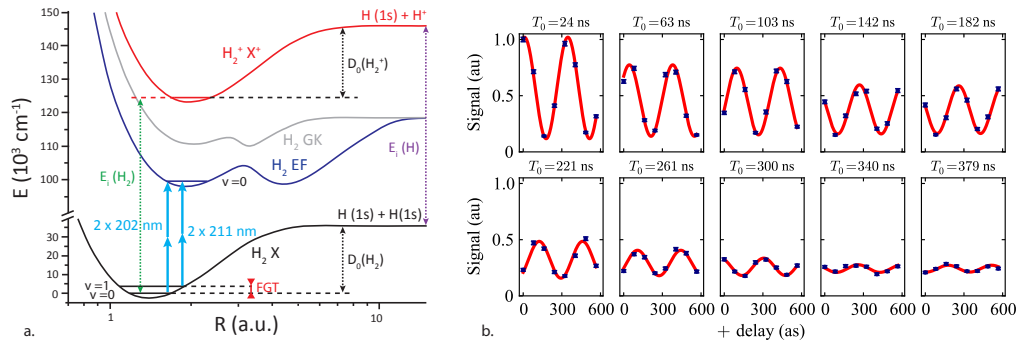 150
140
130
120
110
100
90
30
20
10
0
E (10³ cm⁻¹)
H (1s) + H⁺
H₂⁺ X⁺
D₀(H₂⁺)
H₂ GK
Eᵢ (H)
H₂ EF
Eᵢ (H₂)
v=0
H (1s) + H(1s)
2 x 202 nm
2 x 211 nm
H₂ X
D₀(H₂)
EGT
v=1
v=0
1
10
R (a.u.)
a.
T₀ = 24 ns
T₀ = 63 ns
T₀ = 103 ns
T₀ = 142 ns
T₀ = 182 ns
Signal (au)
1.0
0.5
0
T₀ = 221 ns
T₀ = 261 ns
T₀ = 300 ns
T₀ = 340 ns
T₀ = 379 ns
Signal (au)
1.0
0.5
0
0 300 600
0 300 600
0 300 600
0 300 600
0 300 600
+ delay (as)
b.